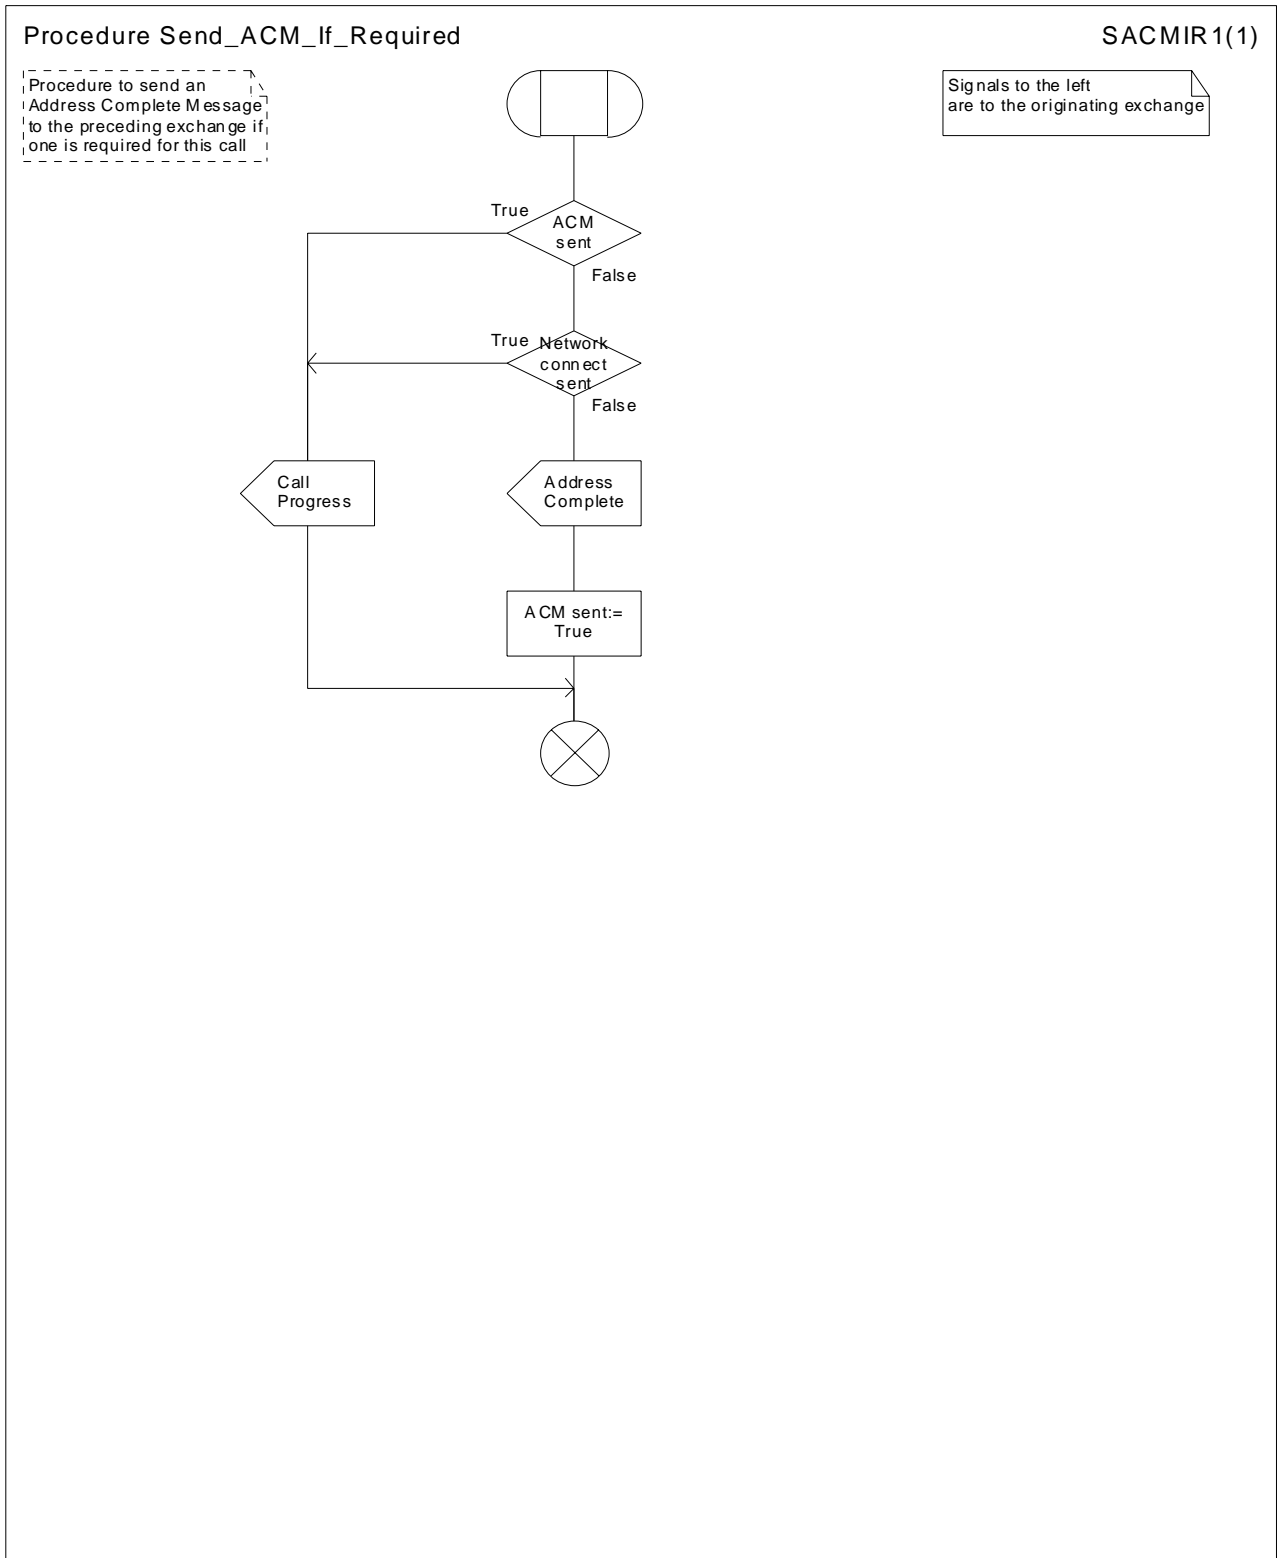 Procedure Send_ACM_If_Required
SACMIR1(1)
Procedure to send an
Address Complete Message
to the preceding exchange if
one is required for this call
Signals to the left
are to the originating exchange
True
ACM
sent
False
True
Network
connect
sent
False
Call
Progress
Address
Complete
ACM sent:=
True